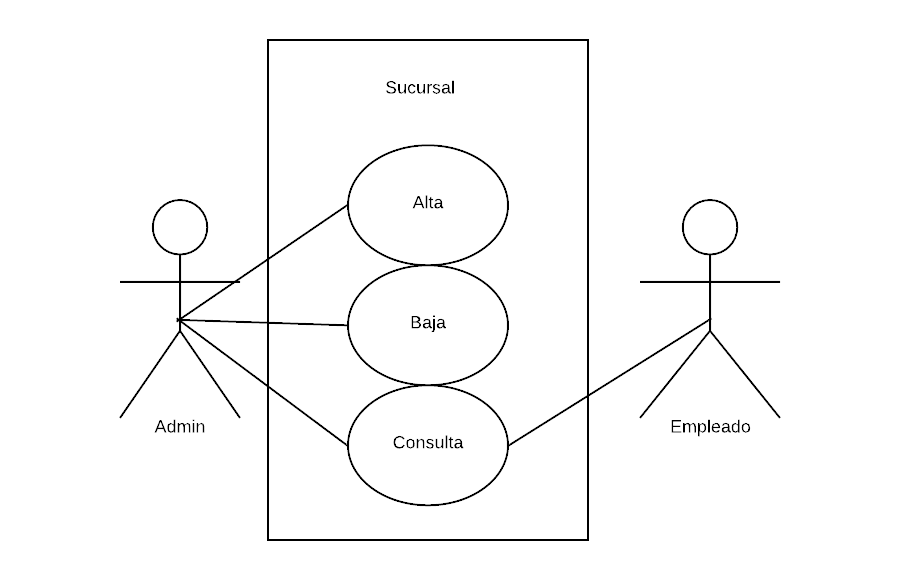 Sucursal
Alta
Baja
Consulta
Admin
Empleado